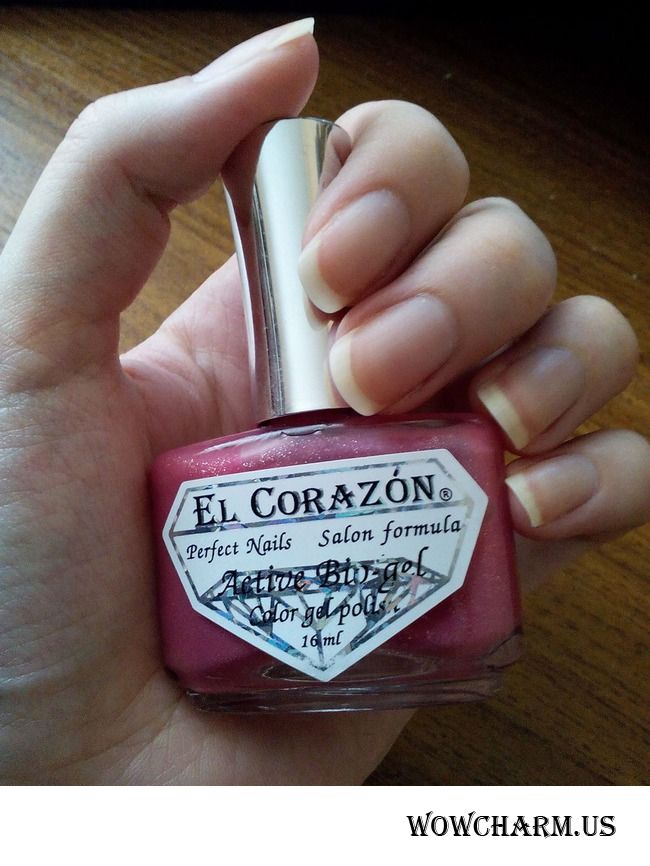 El Corazón®
Perfect Nails Salon formula
Active Bio-gel
Color gel polish
16 ml
WOWCHARM.US